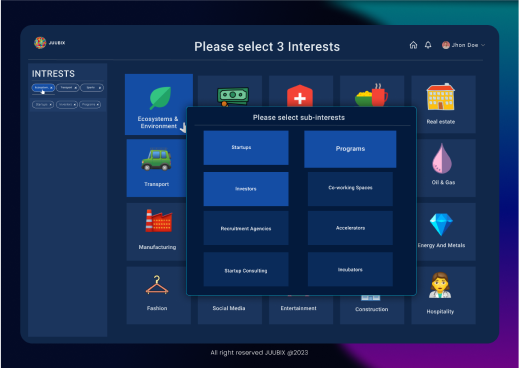 JUUBIX
Please select 3 Interests
Jhon Doe
INTRESTS
Ecosystems
Transport
Sports
Startups
Investors
Programs
Ecosystems &
Environment
Real estate
Please select sub-interests
Startups
Programs
Transport
Oil & Gas
Investors
Co-working Spaces
Manufacturing
Recruitment Agencies
Accelerators
Energy And Metals
Startup Consulting
Incubators
Fashion
Social Media
Entertainment
Construction
Hospitality
All right reserved JUUBIX @2023